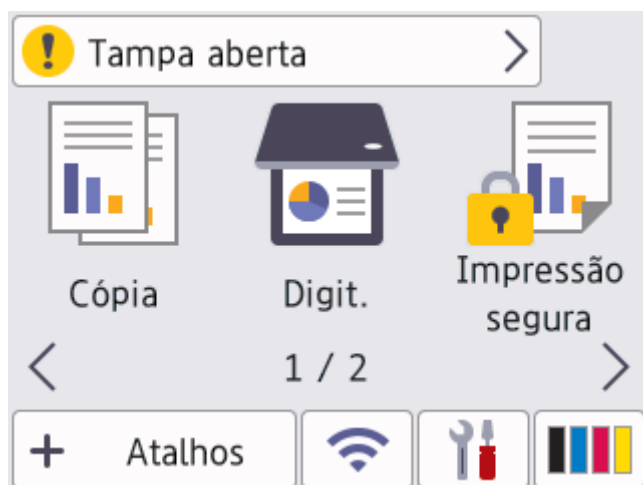 Tampa aberta
Cópia
Digit.
Impressão
segura
1 / 2
Atalhos